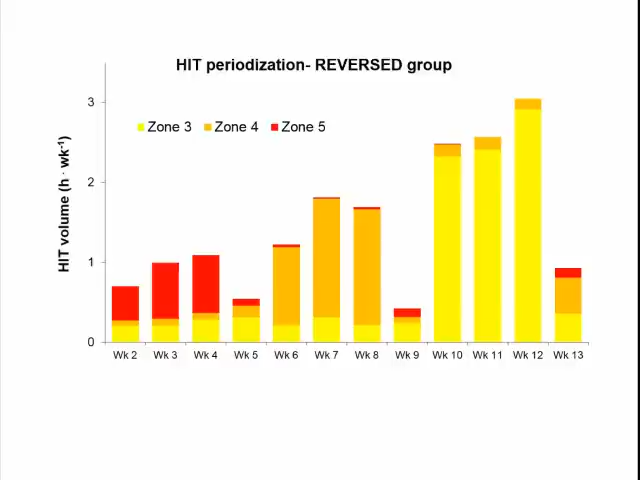 HIT periodization- REVERSED group
Zone 3 Zone 4 Zone 5
HIT volume (h · wk-1)
3
2
1
0
Wk 2 Wk 3 Wk 4 Wk 5 Wk 6 Wk 7 Wk 8 Wk 9 Wk 10 Wk 11 Wk 12 Wk 13